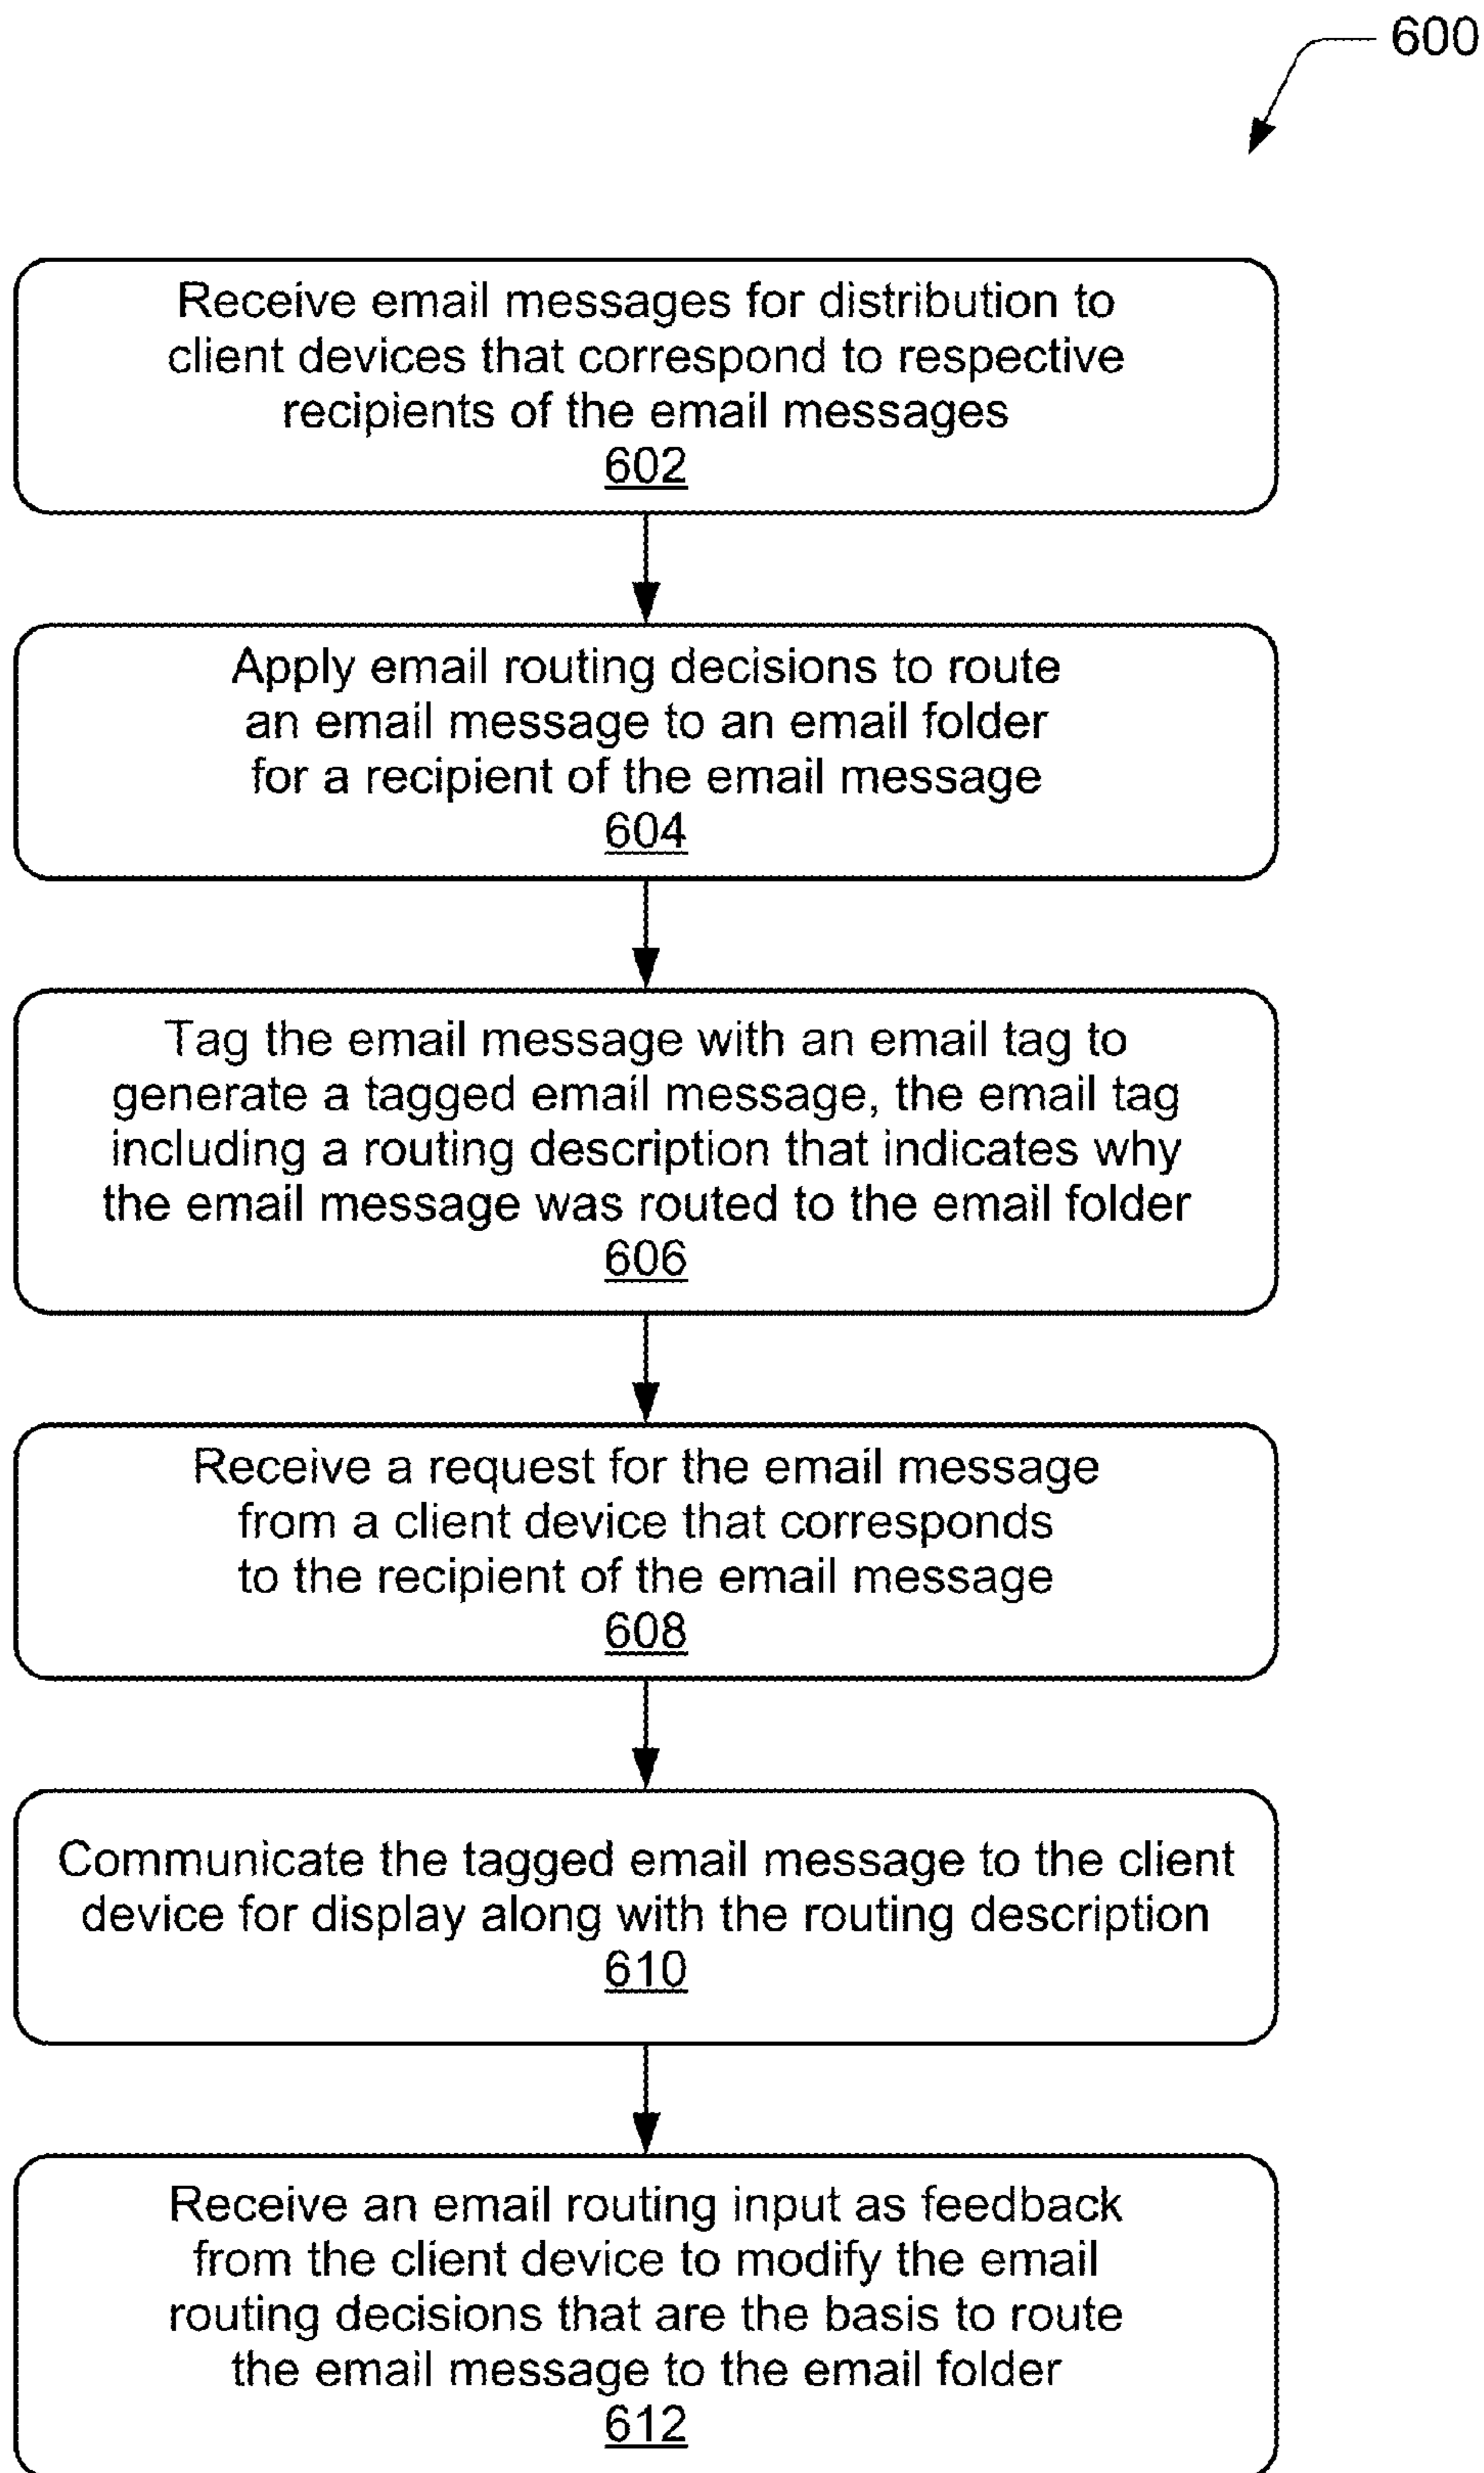 600
Receive email messages for distribution to
client devices that correspond to respective
recipients of the email messages
602
Apply email routing decisions to route
an email message to an email folder
for a recipient of the email message
604
Tag the email message with an email tag to
generate a tagged email message, the email tag
including a routing description that indicates why
the email message was routed to the email folder
606
Receive a request for the email message
from a client device that corresponds
to the recipient of the email message
608
Communicate the tagged email message to the client
device for display along with the routing description
610
Receive an email routing input as feedback
from the client device to modify the email
routing decisions that are the basis to route
the email message to the email folder
612